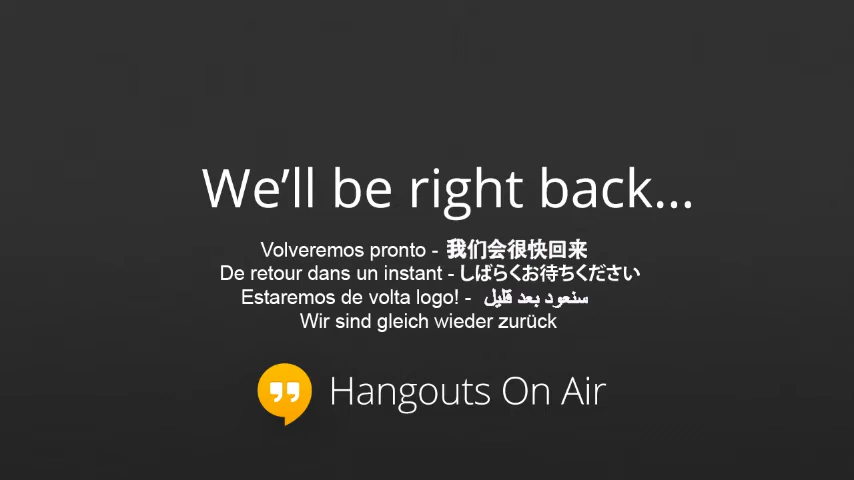 We'll be right back...
Volveremos pronto - 我们会很快回来
De retour dans un instant - しばらくお待ちください
Estaremos de volta logo! - سنعود بعد قليل
Wir sind gleich wieder zurück
Hangouts On Air